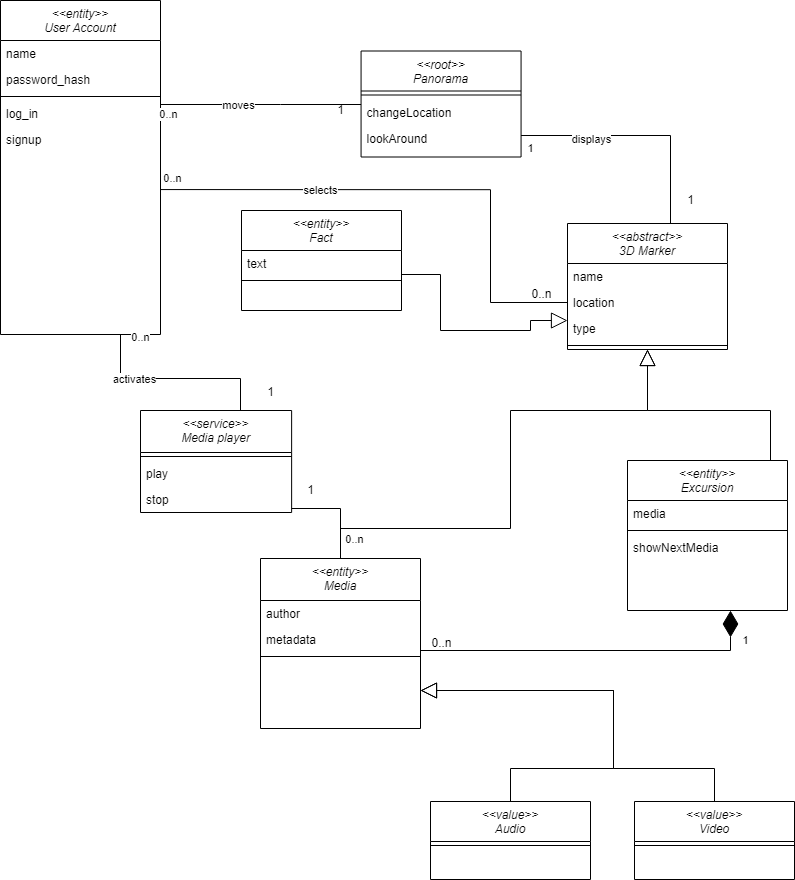 <<entity>>
User Account
name
password_hash
log_in
signup
<<root>>
Panorama
changeLocation
lookAround
0..n
moves
1
1
displays
1
0..n
selects
0..n
<<entity>>
Fact
text
<<abstract>>
3D Marker
name
location
type
0..n
activates
1
<<service>>
Media player
play
stop
1
0..n
<<entity>>
Excursion
media
showNextMedia
<<entity>>
Media
author
metadata
0..n
1
<<value>>
Audio
<<value>>
Video